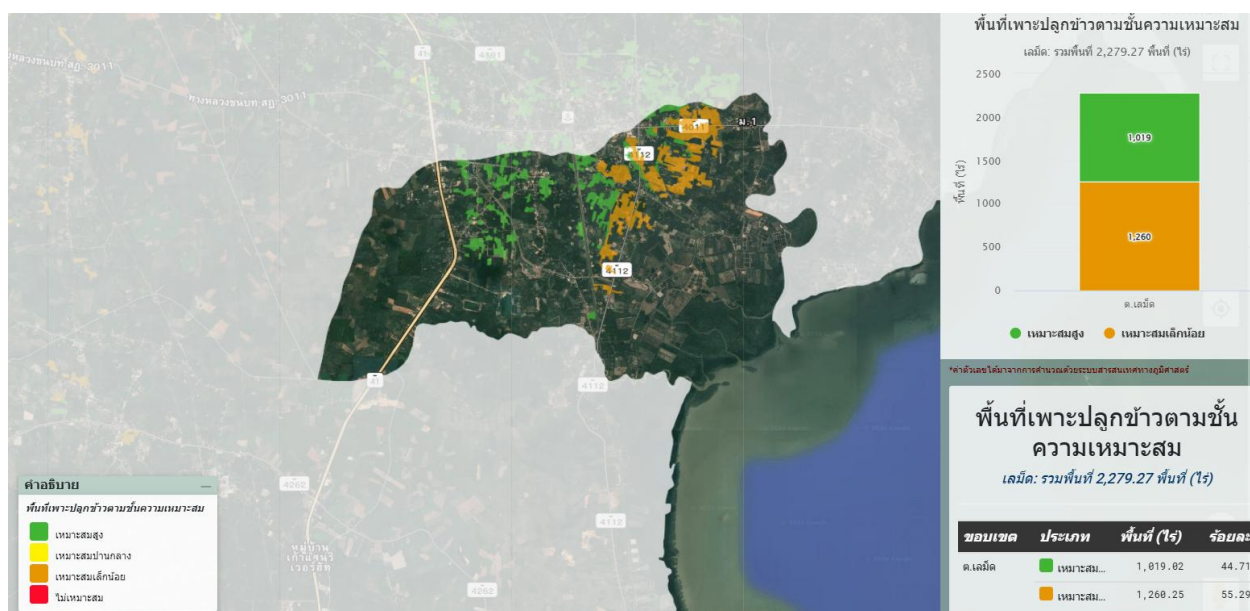 ทางหลวงชนบท สฎ.3011
ทางหลวงชนบท สฎ.3011
41
4191
4011
ม.1
4112
4112
41
4112
4262
4112
หมู่บ้าน
เก้าแสนรี
เวอร์ฮิท
4262
คำอธิบาย
พื้นที่เพาะปลูกข้าวตามชั้นความเหมาะสม
เหมาะสมสูง
เหมาะสมปานกลาง
เหมาะสมเล็กน้อย
ไม่เหมาะสม
พื้นที่เพาะปลูกข้าวตามชั้นความเหมาะสม
เลม็ด: รวมพื้นที่ 2,279.27 พื้นที่ (ไร่)
พื้นที่ (ไร่)
2500
2000
1500
1000
500
0
1,019
1,260
ต.เลม็ด
เหมาะสมสูง เหมาะสมเล็กน้อย
*ค่าตัวเลขได้มาจากการคำนวณด้วยระบบสารสนเทศทางภูมิศาสตร์
พื้นที่เพาะปลูกข้าวตามชั้น
ความเหมาะสม
เลม็ด: รวมพื้นที่ 2,279.27 พื้นที่ (ไร่)
ขอบเขต ประเภท พื้นที่ (ไร่) ร้อยละ
ต.เลม็ด เหมาะสม... 1,019.02 44.71
เหมาะสม... 1,260.25 55.29